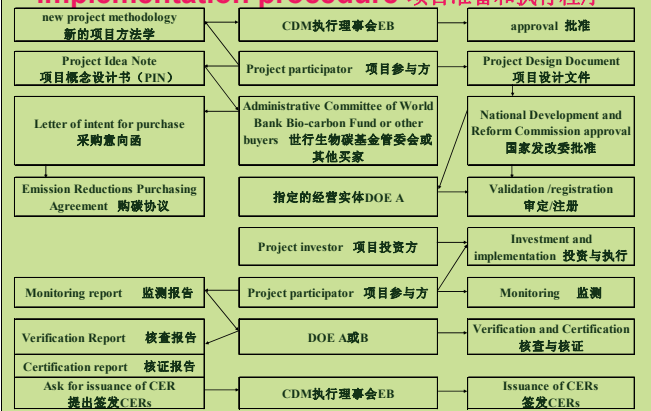 implementation procedure 项目准备和执行程序
new project methodology
新的项目方法学
CDM执行理事会EB
approval 批准
Project Idea Note
项目概念设计书（PIN）
Project participator 项目参与方
Project Design Document
项目设计文件
Letter of intent for purchase
采购意向函
Administrative Committee of World
Bank Bio-carbon Fund or other
buyers 世行生物碳基金管委会或
其他买家
National Development and
Reform Commission approval
国家发改委批准
Emission Reductions Purchasing
Agreement 购碳协议
指定的经营实体DOE A
Validation /registration
审定/注册
Project investor 项目投资方
Investment and
implementation 投资与执行
Monitoring report 监测报告
Project participator 项目参与方
Monitoring 监测
Verification Report 核查报告
DOE A或B
Verification and Certification
核查与核证
Certification report 核证报告
Ask for issuance of CER
提出签发CERs
CDM执行理事会EB
Issuance of CERs
签发CERs